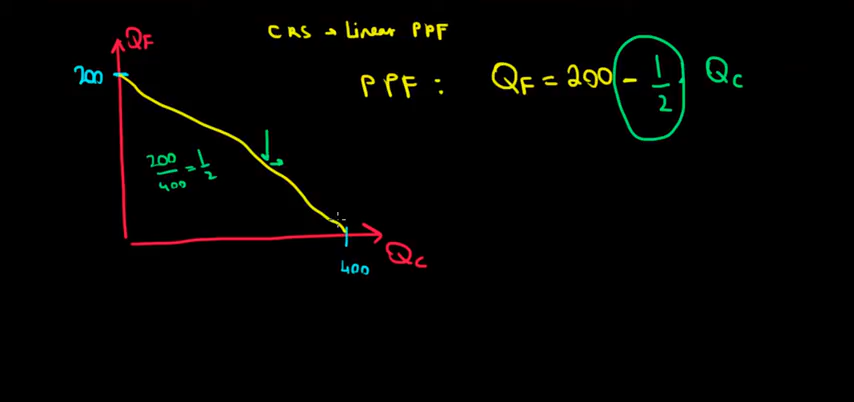 CRS → Linear PPF
QF
200
PPF : QF = 200 - 1/2 · QC
200/400 = 1/2
QC
400